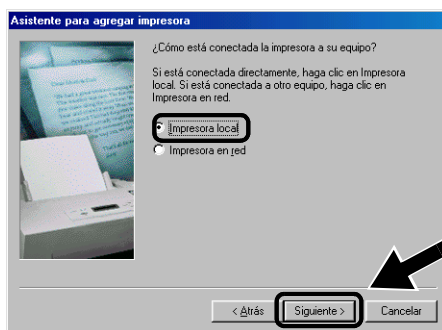 Asistente para agregar impresora
¿Cómo está conectada la impresora a su equipo?
Si está conectada directamente, haga clic en Impresora
local. Si está conectada a otro equipo, haga clic en
Impresora en red.
Impresora local
Impresora en red
< Atrás
Siguiente >
Cancelar